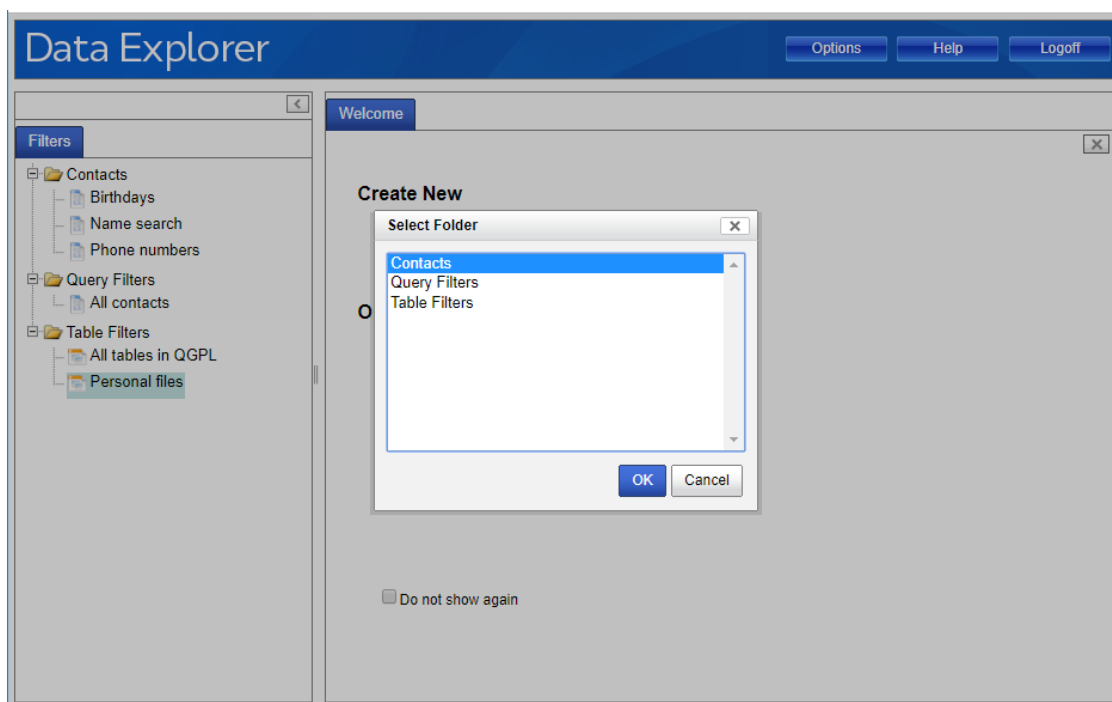 Data Explorer
Options Help Logoff
Filters
Contacts
Birthdays
Name search
Phone numbers
Query Filters
All contacts
Table Filters
All tables in QGPL
Personal files
Welcome
Create New
Select Folder
Contacts
Query Filters
Table Filters
O
OK Cancel
Do not show again